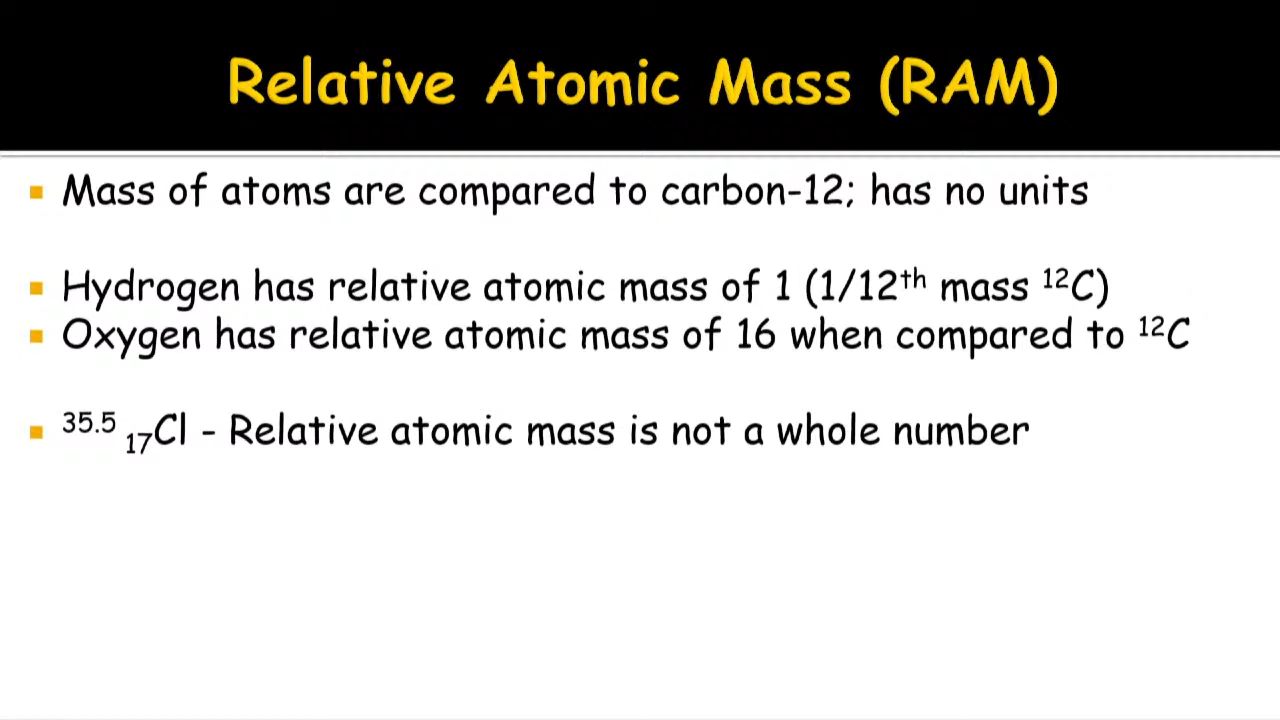 Relative Atomic Mass (RAM)
▪ Mass of atoms are compared to carbon-12; has no units
▪ Hydrogen has relative atomic mass of 1 (1/12ᵗʰ mass ¹²C)
▪ Oxygen has relative atomic mass of 16 when compared to ¹²C
▪ ³⁵·⁵ ₁₇Cl - Relative atomic mass is not a whole number